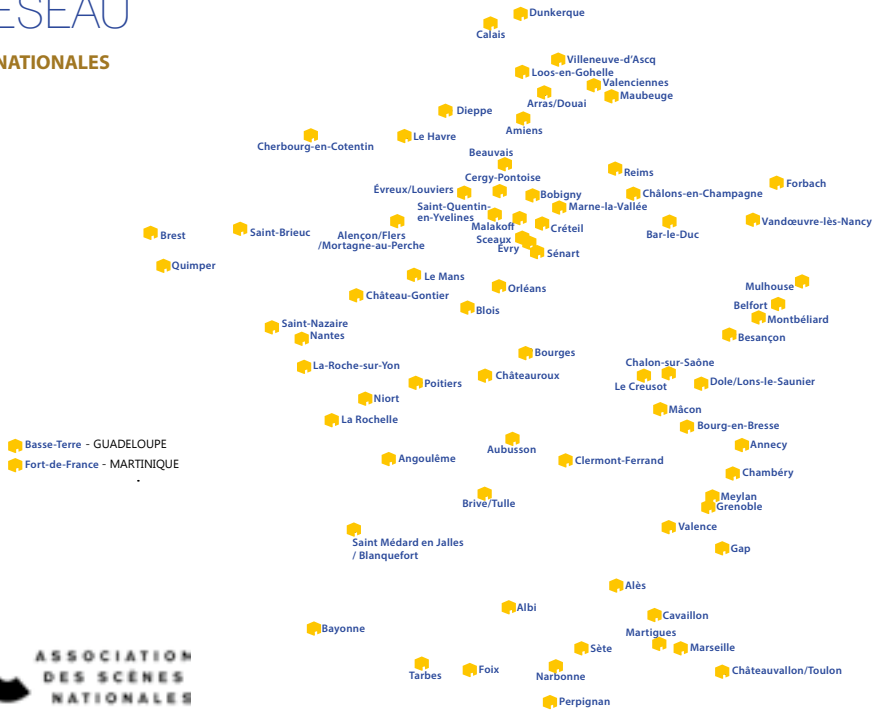 ESEAU
NATIONALES
Dunkerque
Calais
Villeneuve-d'Ascq
Loos-en-Gohelle
Valenciennes
Maubeuge
Arras/Douai
Dieppe
Amiens
Le Havre
Cherbourg-en-Cotentin
Beauvais
Reims
Cergy-Pontoise
Forbach
Évreux/Louviers
Bobigny
Châlons-en-Champagne
Saint-Quentin-
en-Yvelines
Marne-la-Vallée
Vandœuvre-lès-Nancy
Malakoff
Créteil
Bar-le-Duc
Brest
Saint-Brieuc
Alençon/Flers
/Mortagne-au-Perche
Sceaux
Évry
Sénart
Quimper
Le Mans
Orléans
Mulhouse
Château-Gontier
Belfort
Blois
Montbéliard
Saint-Nazaire
Nantes
Besançon
Bourges
Chalon-sur-Saône
La-Roche-sur-Yon
Châteauroux
Poitiers
Le Creusot
Dole/Lons-le-Saunier
Niort
Mâcon
La Rochelle
Bourg-en-Bresse
Basse-Terre - GUADELOUPE
Aubusson
Annecy
Fort-de-France - MARTINIQUE
Angoulême
Clermont-Ferrand
Chambéry
Brive/Tulle
Meylan
Grenoble
Valence
Saint Médard en Jalles
/ Blanquefort
Gap
Alès
Albi
Cavaillon
Bayonne
Martigues
Sète
Marseille
Tarbes
Foix
Narbonne
Châteauvallon/Toulon
Perpignan
ASSOCIATION
DES SCÈNES
NATIONALES